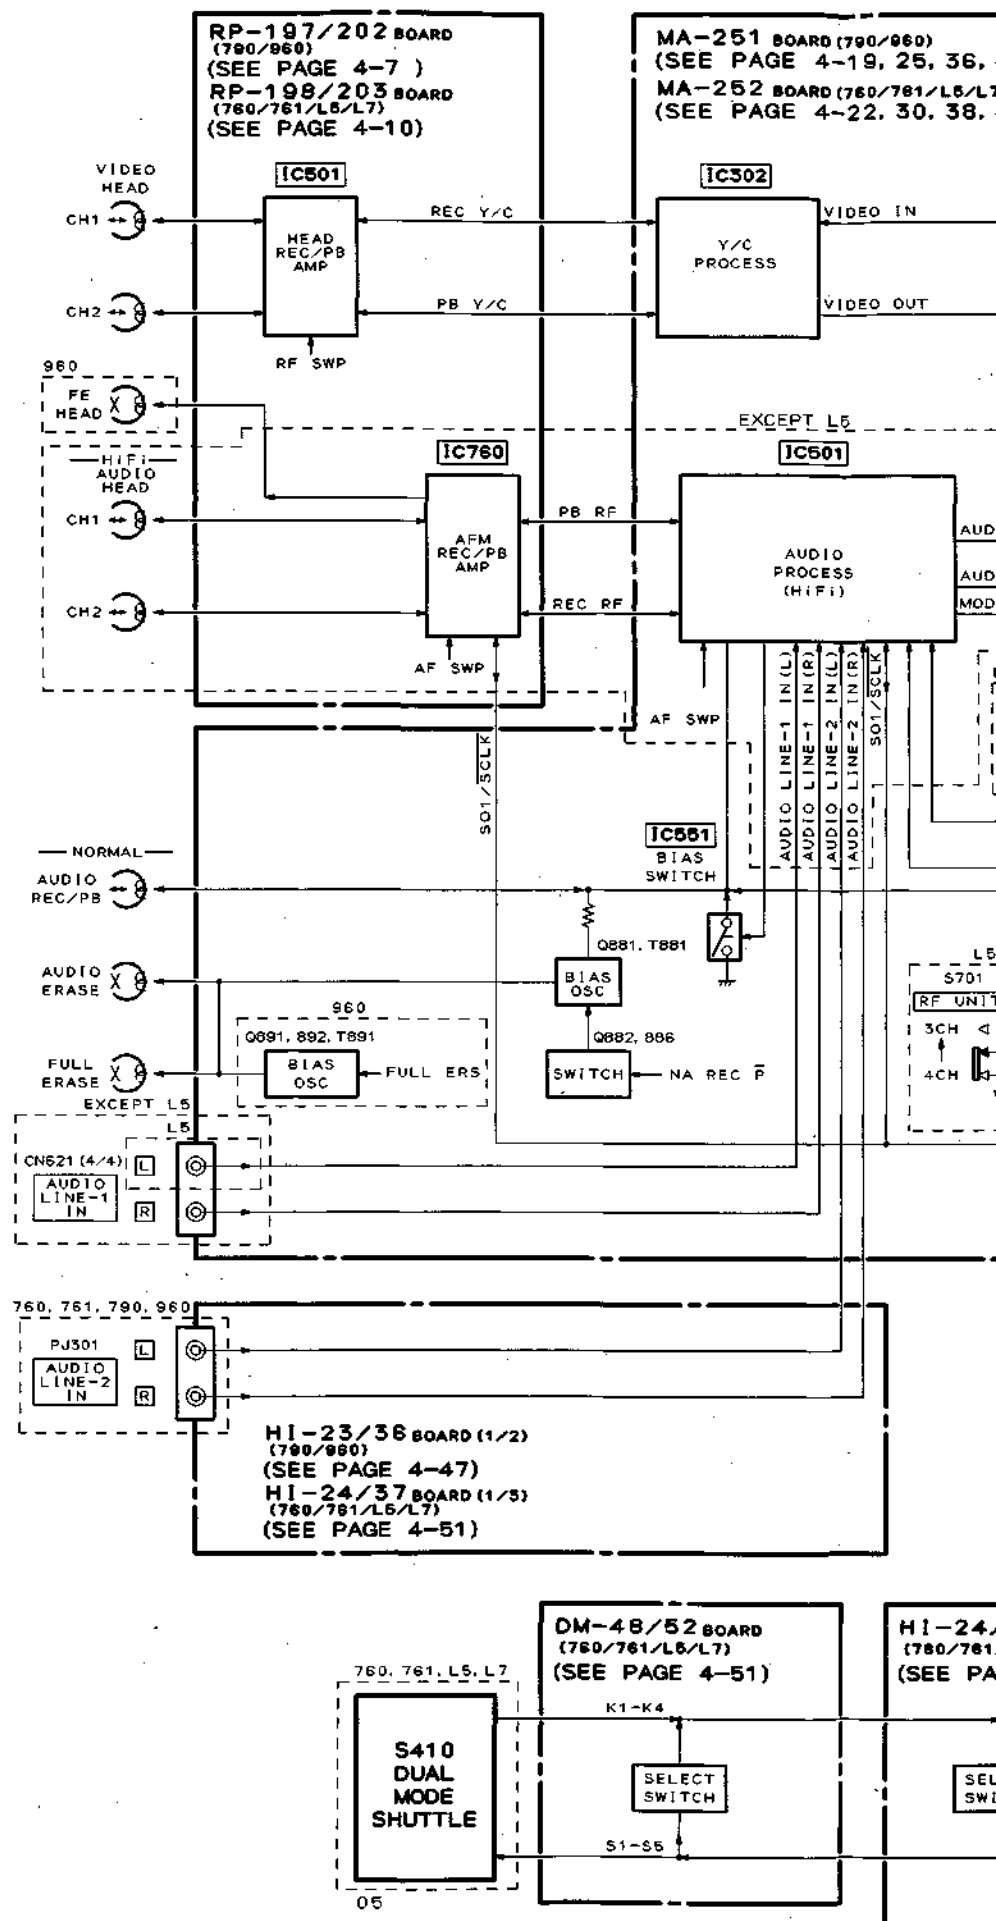 RP-197/202 BOARD
(790/960)
(SEE PAGE 4-7 )
RP-198/203 BOARD
(760/761/L5/L7)
(SEE PAGE 4-10)
MA-251 BOARD (790/960)
(SEE PAGE 4-19, 25, 36,
MA-252 BOARD (760/761/L5/L7
(SEE PAGE 4-22, 30, 38,
VIDEO
HEAD
CH1
CH2
IC501
HEAD
REC/PB
AMP
RF SWP
REC Y/C
PB Y/C
IC302
Y/C
PROCESS
VIDEO IN
VIDEO OUT
960
FE
HEAD
EXCEPT L5
HiFi
AUDIO
HEAD
CH1
CH2
IC760
AFM
REC/PB
AMP
AF SWP
PB RF
REC RF
IC501
AUDIO
PROCESS
(HiFi)
AUD
AUD
MOD
AF SWP
AUDIO LINE-1 IN(L)
AUDIO LINE-1 IN(R)
AUDIO LINE-2 IN(L)
AUDIO LINE-2 IN(R)
SO1/SCLK
SO1/SCLK
NORMAL
AUDIO
REC/PB
IC551
BIAS
SWITCH
Q881, T881
BIAS
OSC
AUDIO
ERASE
960
Q891, 892, T891
BIAS
OSC
FULL ERS
Q882, 886
SWITCH
NA REC P
FULL
ERASE
L5
S701
RF UNIT
3CH
4CH
EXCEPT L5
L5
CN621 (4/4)
AUDIO
LINE-1
IN
L
R
760, 761, 790, 960
PJ301
AUDIO
LINE-2
IN
L
R
HI-23/36 BOARD (1/2)
(790/960)
(SEE PAGE 4-47)
HI-24/37 BOARD (1/3)
(760/761/L5/L7)
(SEE PAGE 4-51)
DM-48/52 BOARD
(760/761/L5/L7)
(SEE PAGE 4-51)
HI-24/
(760/761/
(SEE PA
760, 761, L5, L7
S410
DUAL
MODE
SHUTTLE
05
K1-K4
SELECT
SWITCH
S1-S5
SEL
SWI